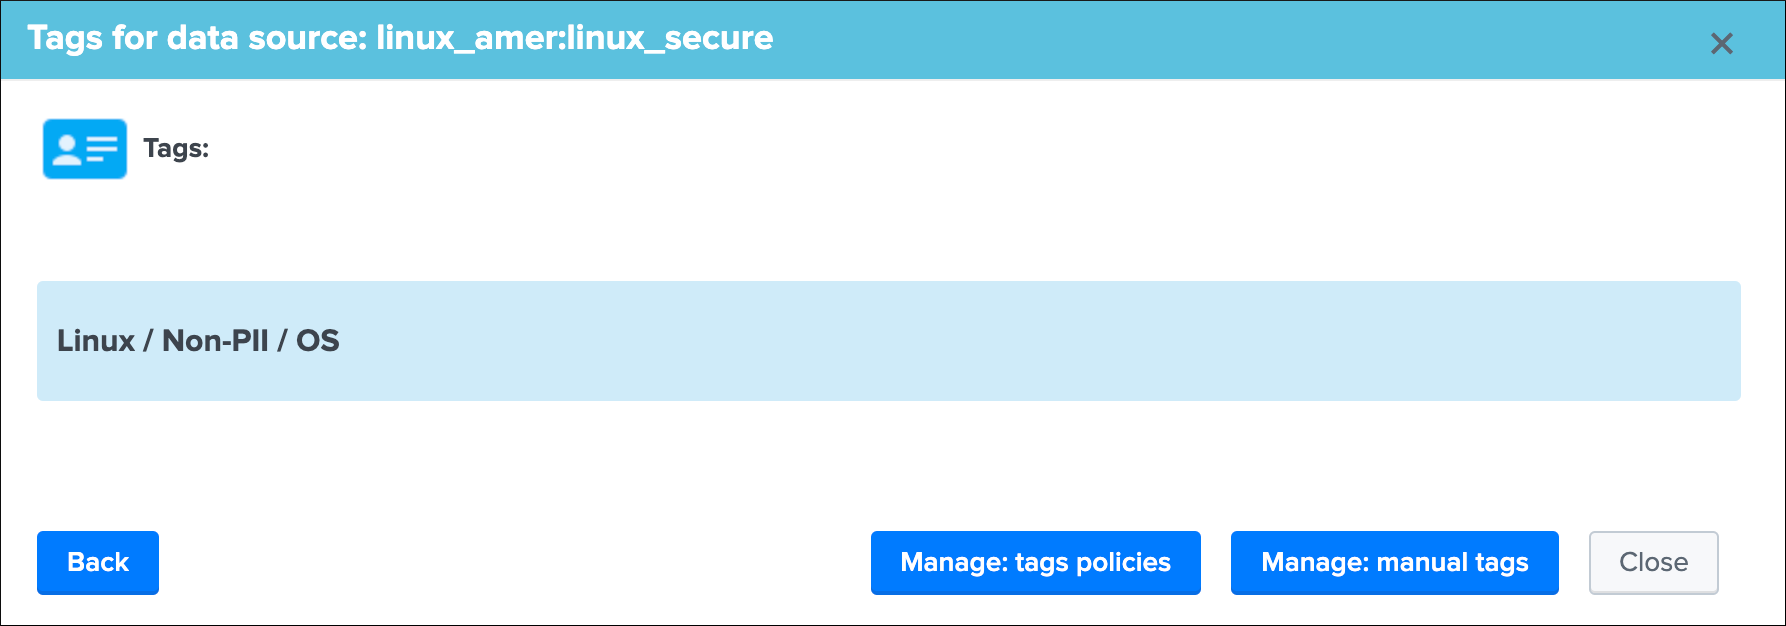 Tags for data source: linux_amer:linux_secure
Tags:
Linux / Non-PII / OS
Back
Manage: tags policies
Manage: manual tags
Close